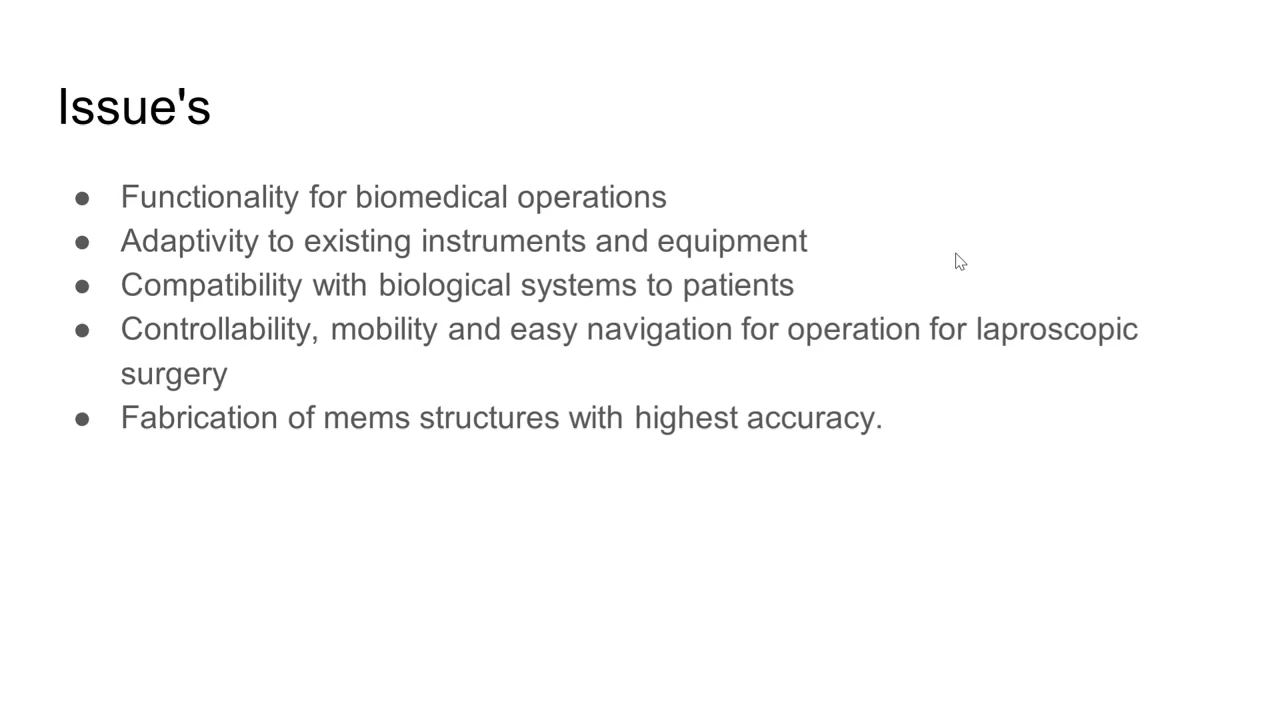 Issue's
● Functionality for biomedical operations
● Adaptivity to existing instruments and equipment
● Compatibility with biological systems to patients
● Controllability, mobility and easy navigation for operation for laproscopic
surgery
● Fabrication of mems structures with highest accuracy.